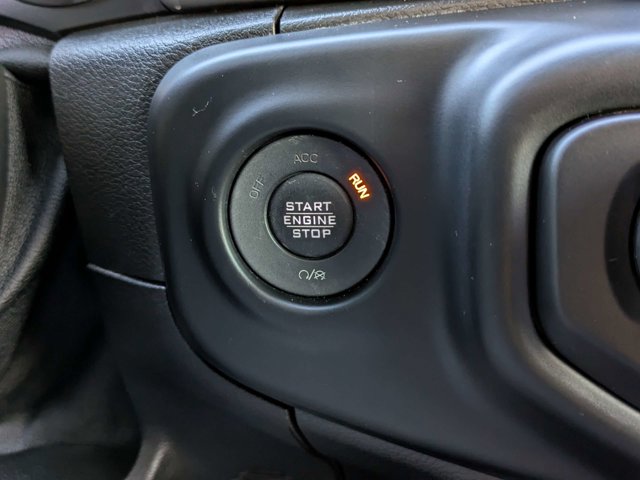 ACC
OFF
RUN
START
ENGINE
STOP